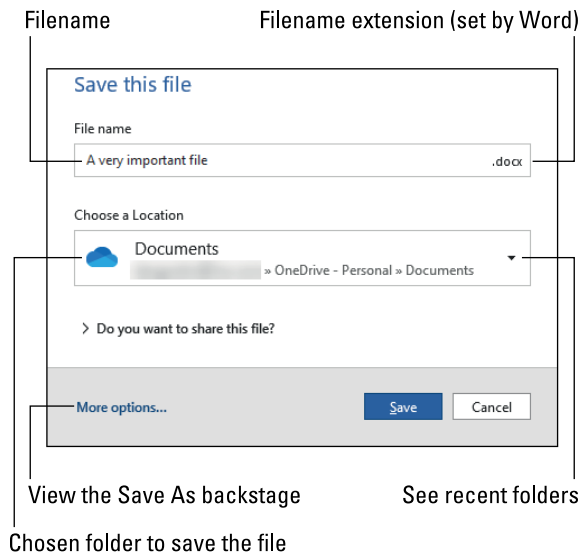 Filename
Filename extension (set by Word)
Save this file
File name
A very important file
.docx
Choose a Location
Documents
» OneDrive - Personal » Documents
Do you want to share this file?
More options...
Save
Cancel
View the Save As backstage
See recent folders
Chosen folder to save the file